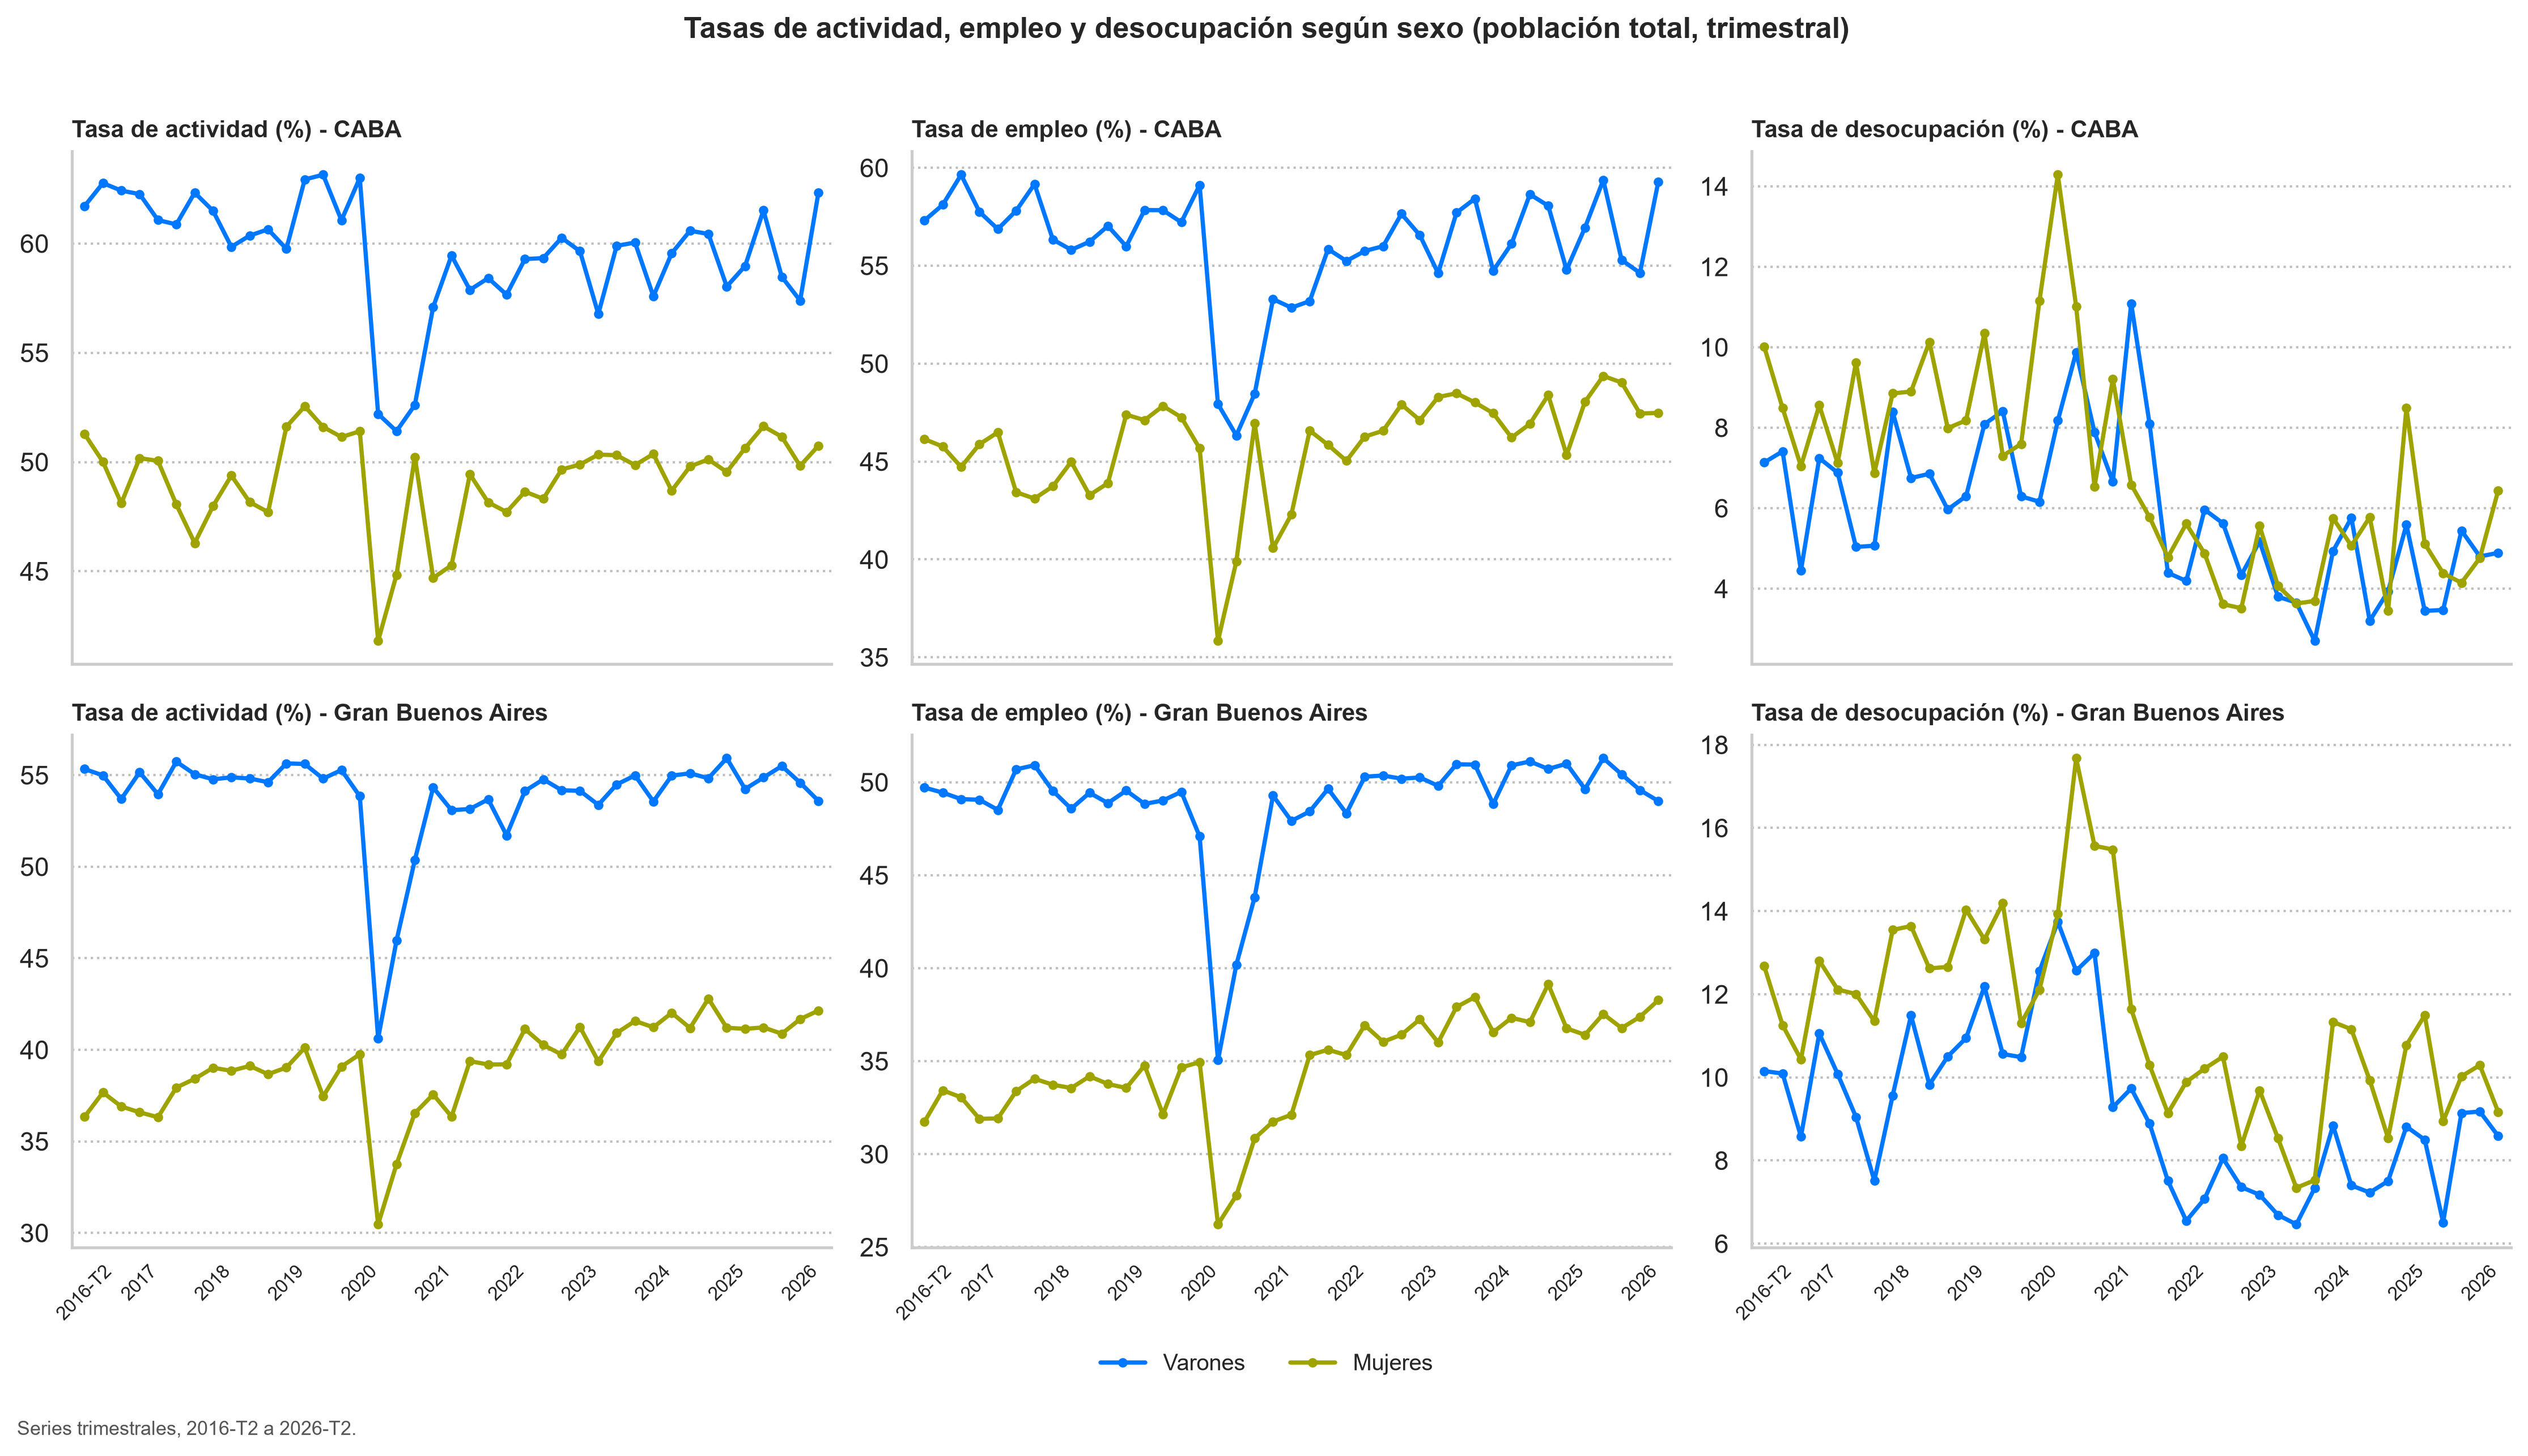 Tasas de actividad, empleo y desocupación según sexo (población total, trimestral)
Tasa de actividad (%) - CABA
60
55
50
45
Tasa de empleo (%) - CABA
60
55
50
45
40
35
Tasa de desocupación (%) - CABA
14
12
10
8
6
4
Tasa de actividad (%) - Gran Buenos Aires
55
50
45
40
35
30
2016-T2 2017 2018 2019 2020 2021 2022 2023 2024 2025 2026
Tasa de empleo (%) - Gran Buenos Aires
50
45
40
35
30
25
2016-T2 2017 2018 2019 2020 2021 2022 2023 2024 2025 2026
Tasa de desocupación (%) - Gran Buenos Aires
18
16
14
12
10
8
6
2016-T2 2017 2018 2019 2020 2021 2022 2023 2024 2025 2026
Varones Mujeres
Series trimestrales, 2016-T2 a 2026-T2.